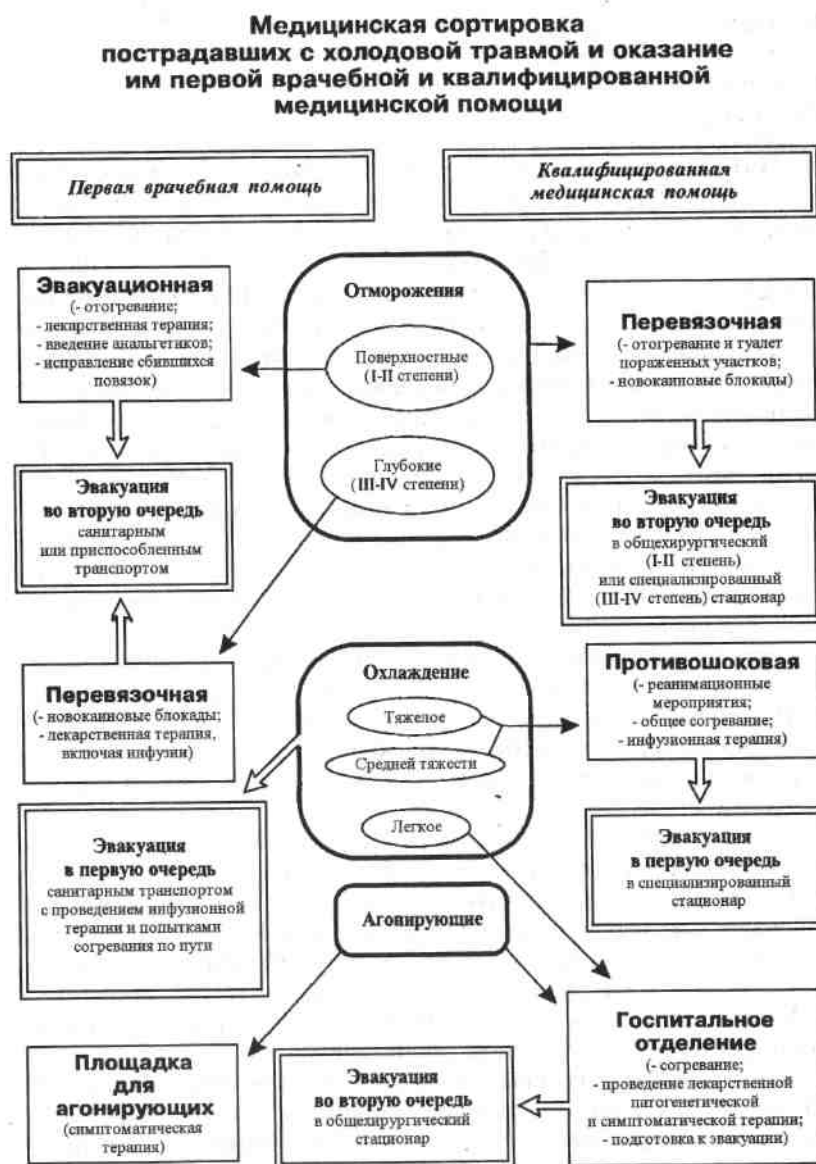 Медицинская сортировка
пострадавших с холодовой травмой и оказание
им первой врачебной и квалифицированной
медицинской помощи
Первая врачебная помощь
Квалифицированная
медицинская помощь
Эвакуационная
(- отогревание;
- лекарственная терапия;
- введение анальгетиков;
- исправление сбившихся
повязок)
Отморожения
Поверхностные
(I-II степени)
Глубокие
(III-IV степени)
Перевязочная
(- отогревание и туалет
пораженных участков;
- новокаиновые блокады)
Эвакуация
во вторую очередь
санитарным
или приспособленным
транспортом
Эвакуация
во вторую очередь
в общехирургический
(I-II степень)
или специализированный
(III-IV степень) стационар
Перевязочная
(- новокаиновые блокады;
- лекарственная терапия,
включая инфузии)
Охлаждение
Тяжелое
Средней тяжести
Легкое
Противошоковая
(- реанимационные
мероприятия;
- общее согревание;
- инфузионная терапия)
Эвакуация
в первую очередь
санитарным транспортом
с проведением инфузионной
терапии и попытками
согревания по пути
Эвакуация
в первую очередь
в специализированный
стационар
Агонирующие
Площадка
для
агонирующих
(симптоматическая
терапия)
Эвакуация
во вторую очередь
в общехирургический
стационар
Госпитальное
отделение
(- согревание;
- проведение лекарственной
патогенетической
и симптоматической терапии;
- подготовка к эвакуации)